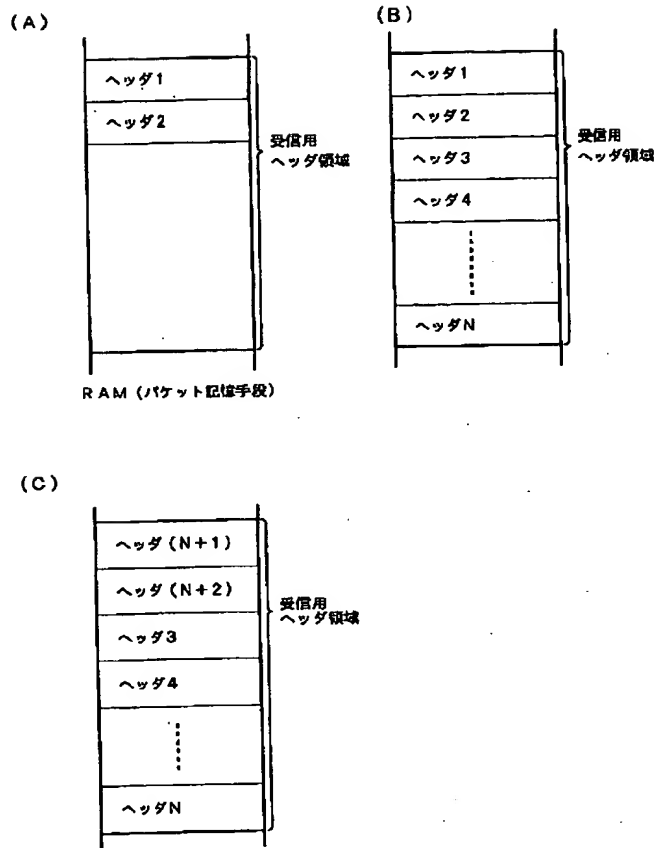 (A)
ヘッダ1
ヘッダ2
受信用
ヘッダ領域
RAM (パケット記憶手段)
(B)
ヘッダ1
ヘッダ2
ヘッダ3
ヘッダ4
ヘッダN
受信用
ヘッダ領域
(C)
ヘッダ (N+1)
ヘッダ (N+2)
ヘッダ3
ヘッダ4
ヘッダN
受信用
ヘッダ領域